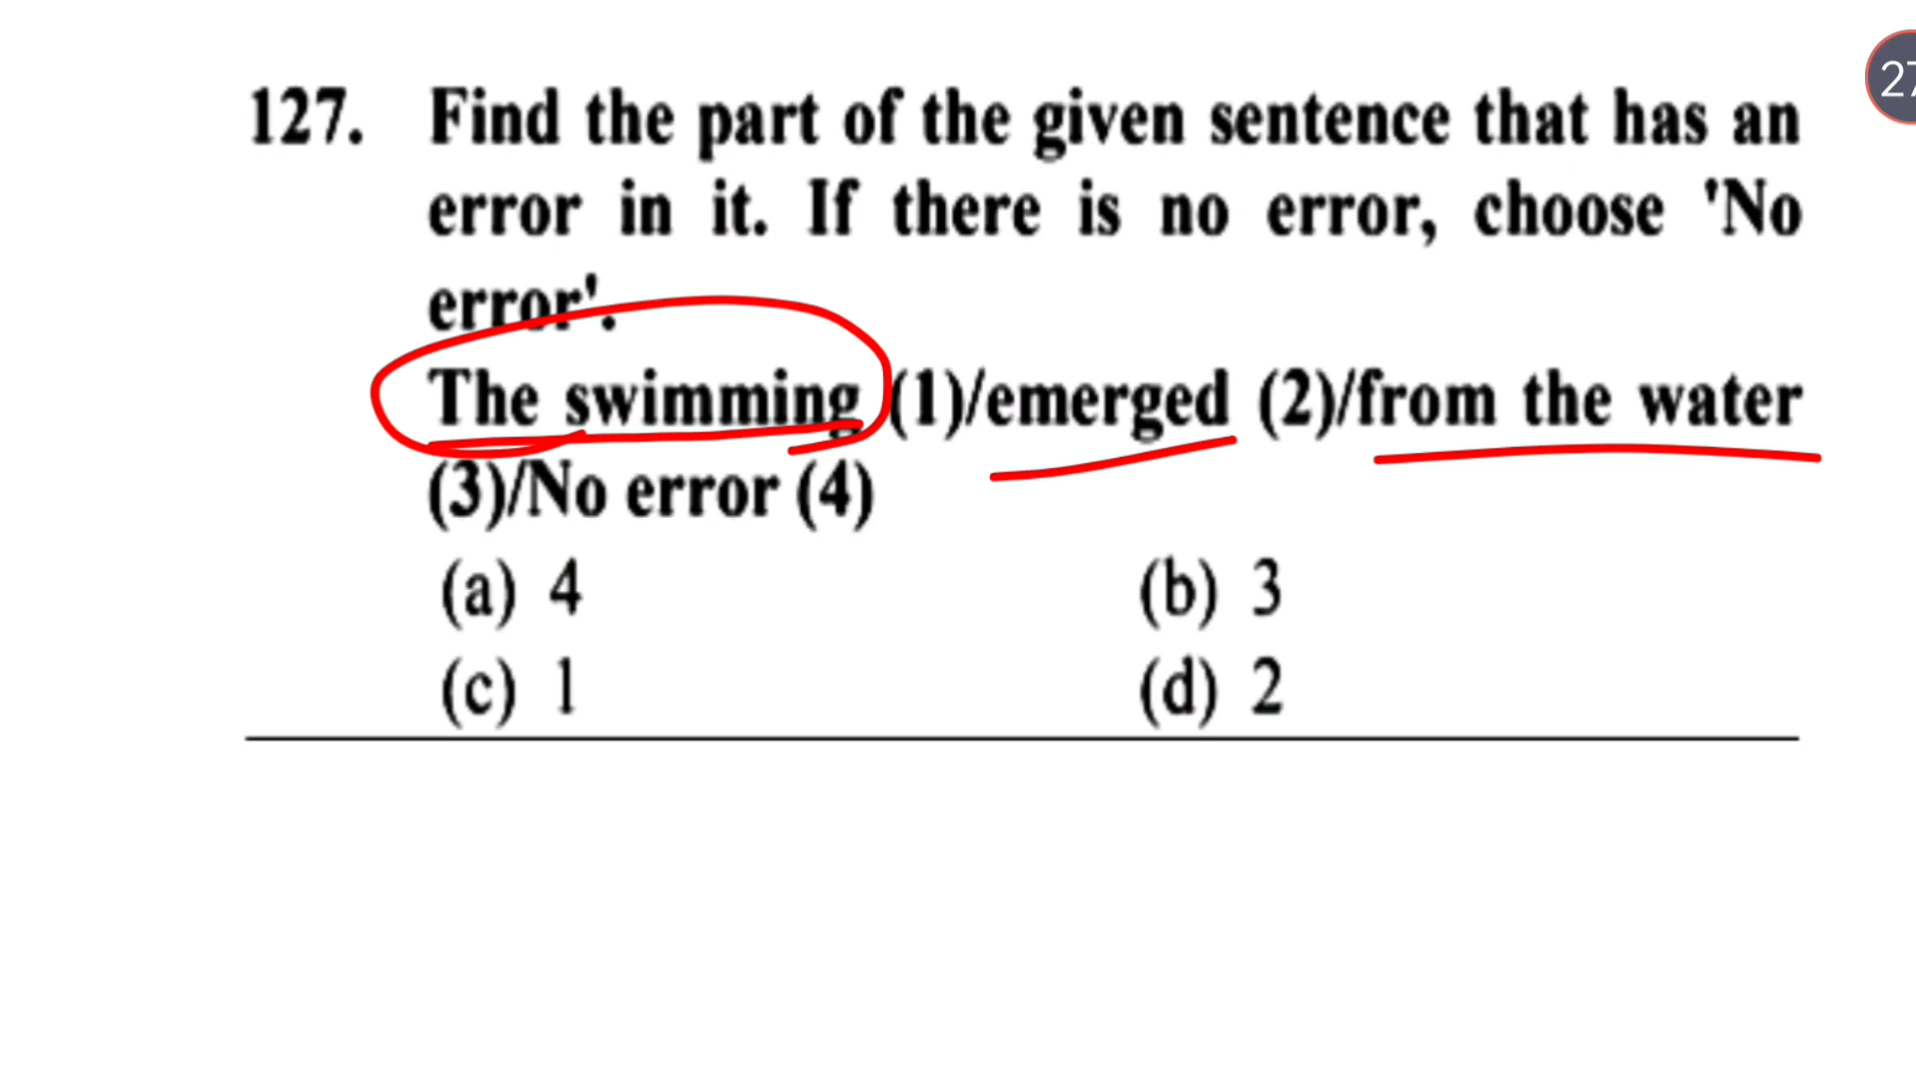 27
127. Find the part of the given sentence that has an
error in it. If there is no error, choose 'No
error'.
The swimming (1)/emerged (2)/from the water
(3)/No error (4)
(a) 4 (b) 3
(c) 1 (d) 2